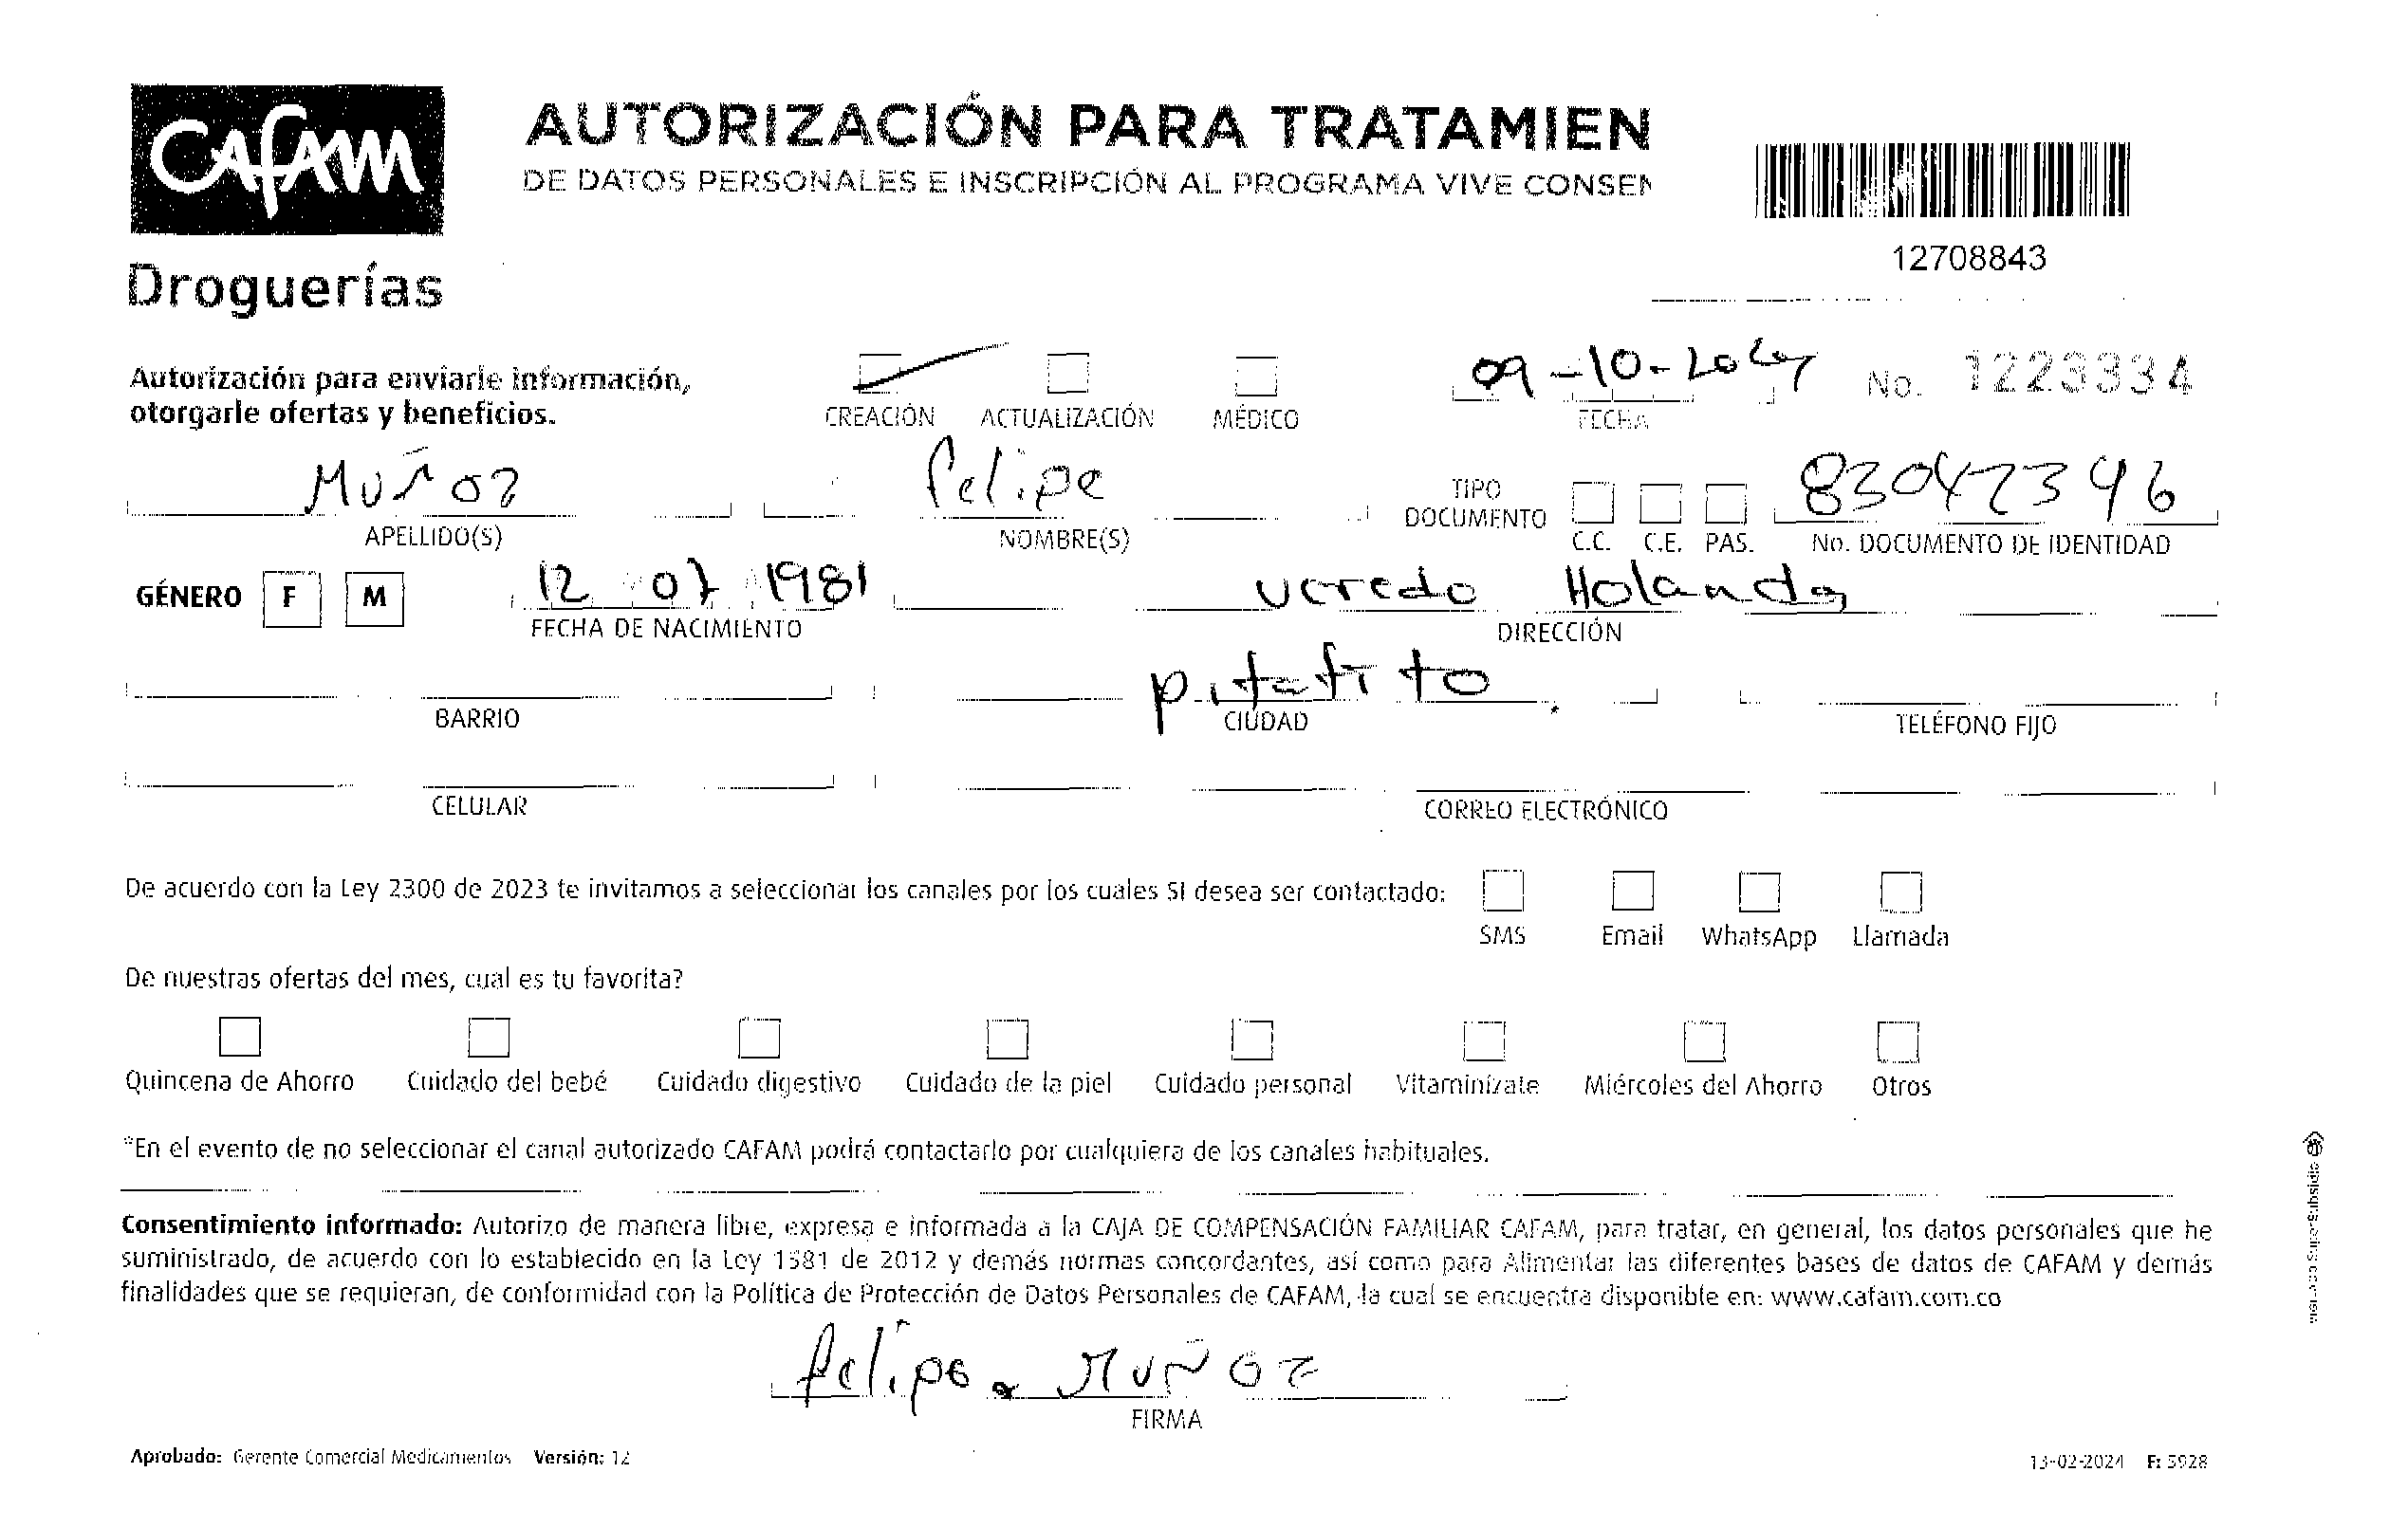 CAFAM
Droguerías
AUTORIZACIÓN PARA TRATAMIEN
DE DATOS PERSONALES E INSCRIPCIÓN AL PROGRAMA VIVE CONSEN
12708843
Autorización para enviarle información,
otorgarle ofertas y beneficios.
CREACIÓN ACTUALIZACIÓN MÉDICO
09-10-2024
FECHA
No. 1223334
Muñoz
APELLIDO(S)
Felipe
NOMBRE(S)
TIPO
DOCUMENTO
C.C. C.E. PAS.
83042396
No. DOCUMENTO DE IDENTIDAD
GÉNERO F M
12 07 1981
FECHA DE NACIMIENTO
Vereda Holanda
DIRECCIÓN
BARRIO
CIUDAD
TELÉFONO FIJO
CELULAR
CORREO ELECTRÓNICO
De acuerdo con la Ley 2300 de 2023 te invitamos a seleccionar los canales por los cuales SI desea ser contactado:
SMS Email WhatsApp Llamada
De nuestras ofertas del mes, cual es tu favorita?
Quincena de Ahorro Cuidado del bebé Cuidado digestivo Cuidado de la piel Cuidado personal Vitaminízate Miércoles del Ahorro Otros
*En el evento de no seleccionar el canal autorizado CAFAM podrá contactarlo por cualquiera de los canales habituales.
Consentimiento informado: Autorizo de manera libre, expresa e informada a la CAJA DE COMPENSACIÓN FAMILIAR CAFAM, para tratar, en general, los datos personales que he
suministrado, de acuerdo con lo establecido en la Ley 1581 de 2012 y demás normas concordantes, así como para Alimentar las diferentes bases de datos de CAFAM y demás
finalidades que se requieran, de conformidad con la Política de Protección de Datos Personales de CAFAM, la cual se encuentra disponible en: www.cafam.com.co
Felipe Muñoz
FIRMA
Aprobado: Gerente Comercial Medicamentos Versión: 12
13-02-2024 F: 5928